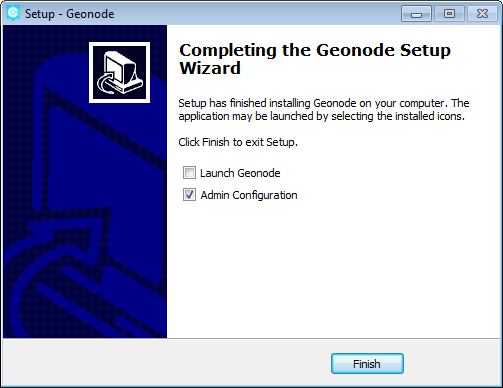 Setup - Geonode
Completing the Geonode Setup
Wizard
Setup has finished installing Geonode on your computer. The
application may be launched by selecting the installed icons.
Click Finish to exit Setup.
Launch Geonode
Admin Configuration
Finish